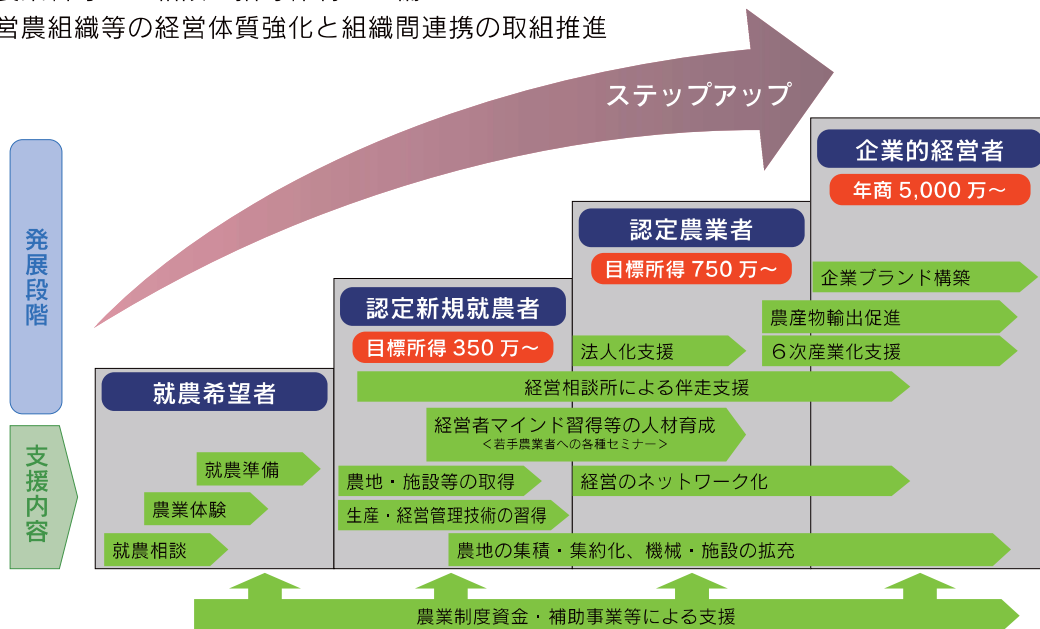 営農組織等の経営体質強化と組織間連携の取組推進
ステップアップ
発展段階
支援内容
企業的経営者
年商 5,000 万〜
企業ブランド構築
農産物輸出促進
6次産業化支援
認定農業者
目標所得 750 万〜
法人化支援
認定新規就農者
目標所得 350 万〜
経営相談所による伴走支援
経営者マインド習得等の人材育成
<若手農業者への各種セミナー>
就農希望者
就農準備
農業体験
就農相談
農地・施設等の取得
経営のネットワーク化
生産・経営管理技術の習得
農地の集積・集約化、機械・施設の拡充
農業制度資金・補助事業等による支援